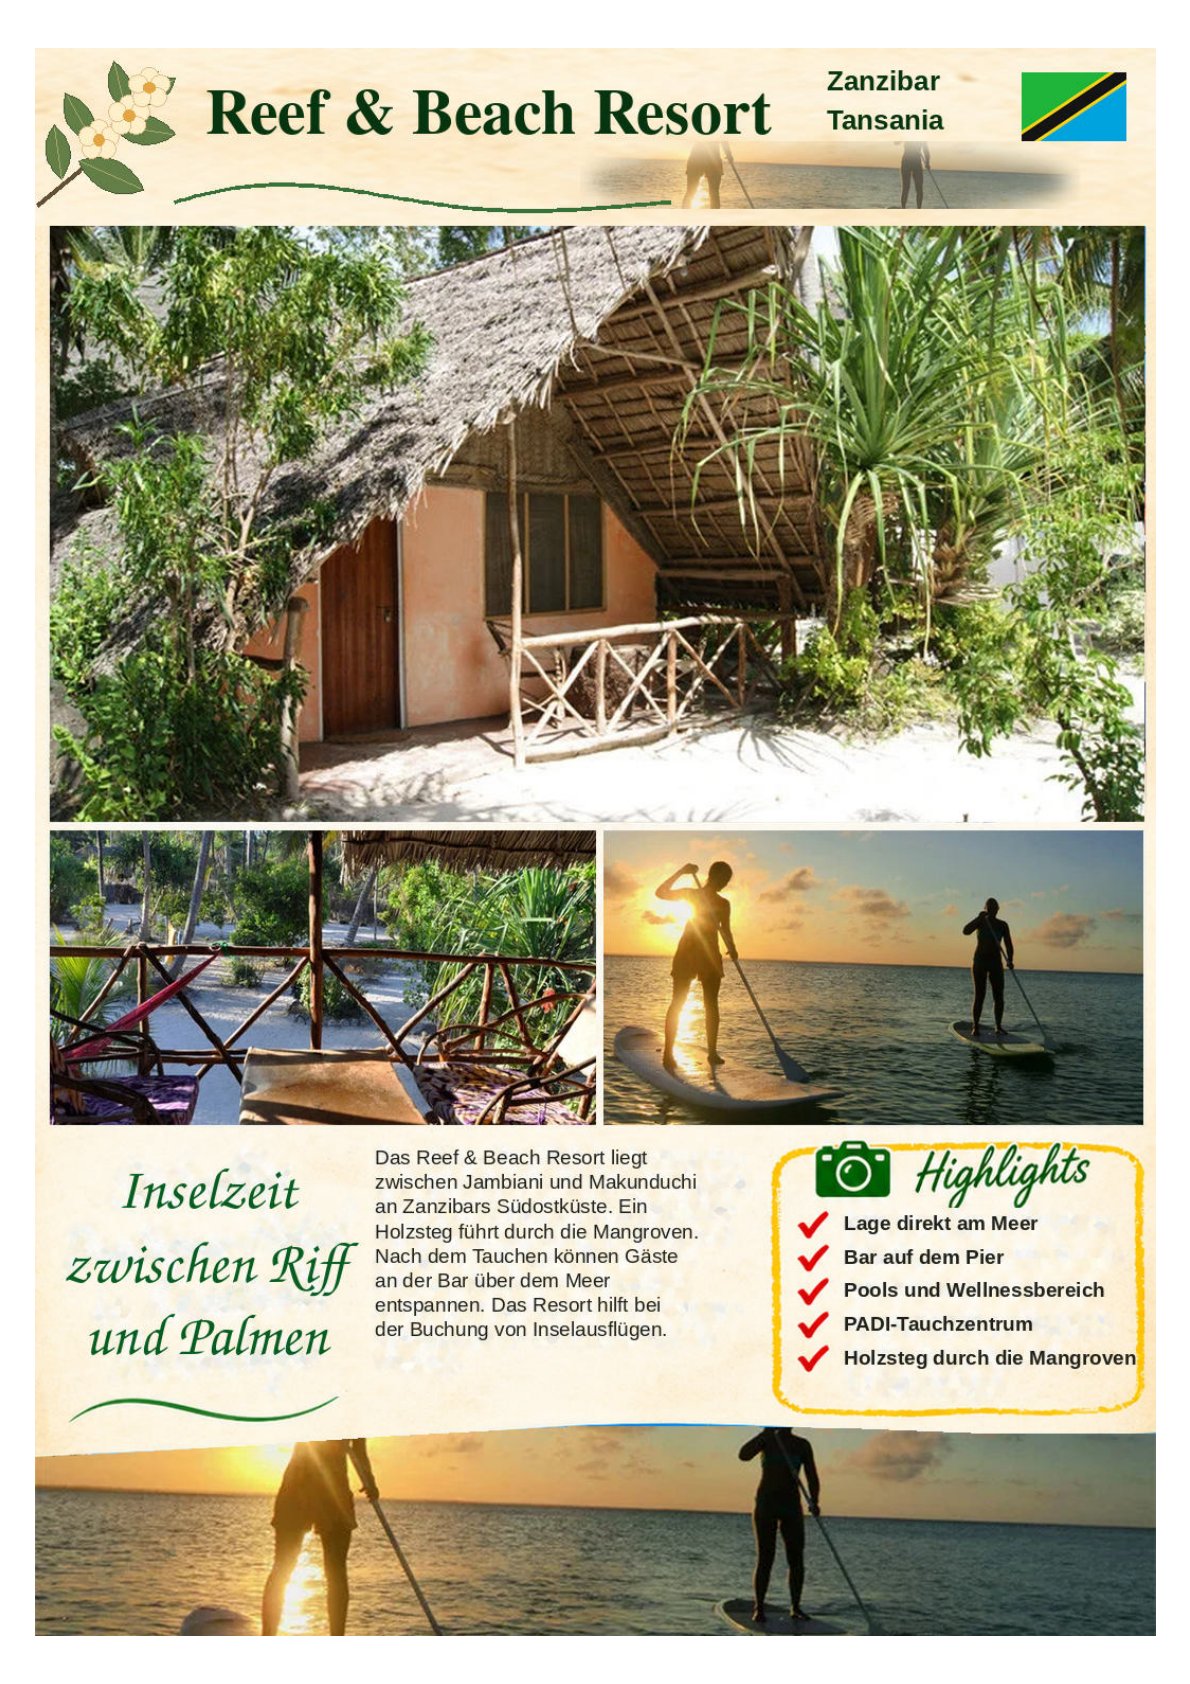 Reef & Beach Resort
Zanzibar
Tansania
Inselzeit
zwischen Riff
und Palmen
Das Reef & Beach Resort liegt
zwischen Jambiani und Makunduchi
an Zanzibars Südostküste. Ein
Holzsteg führt durch die Mangroven.
Nach dem Tauchen können Gäste
an der Bar über dem Meer
entspannen. Das Resort hilft bei
der Buchung von Inselausflügen.
Highlights
Lage direkt am Meer
Bar auf dem Pier
Pools und Wellnessbereich
PADI-Tauchzentrum
Holzsteg durch die Mangroven